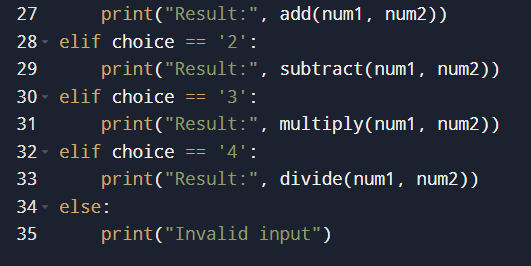 27     print("Result:", add(num1, num2))
28 elif choice == '2':
29     print("Result:", subtract(num1, num2))
30 elif choice == '3':
31     print("Result:", multiply(num1, num2))
32 elif choice == '4':
33     print("Result:", divide(num1, num2))
34 else:
35     print("Invalid input")